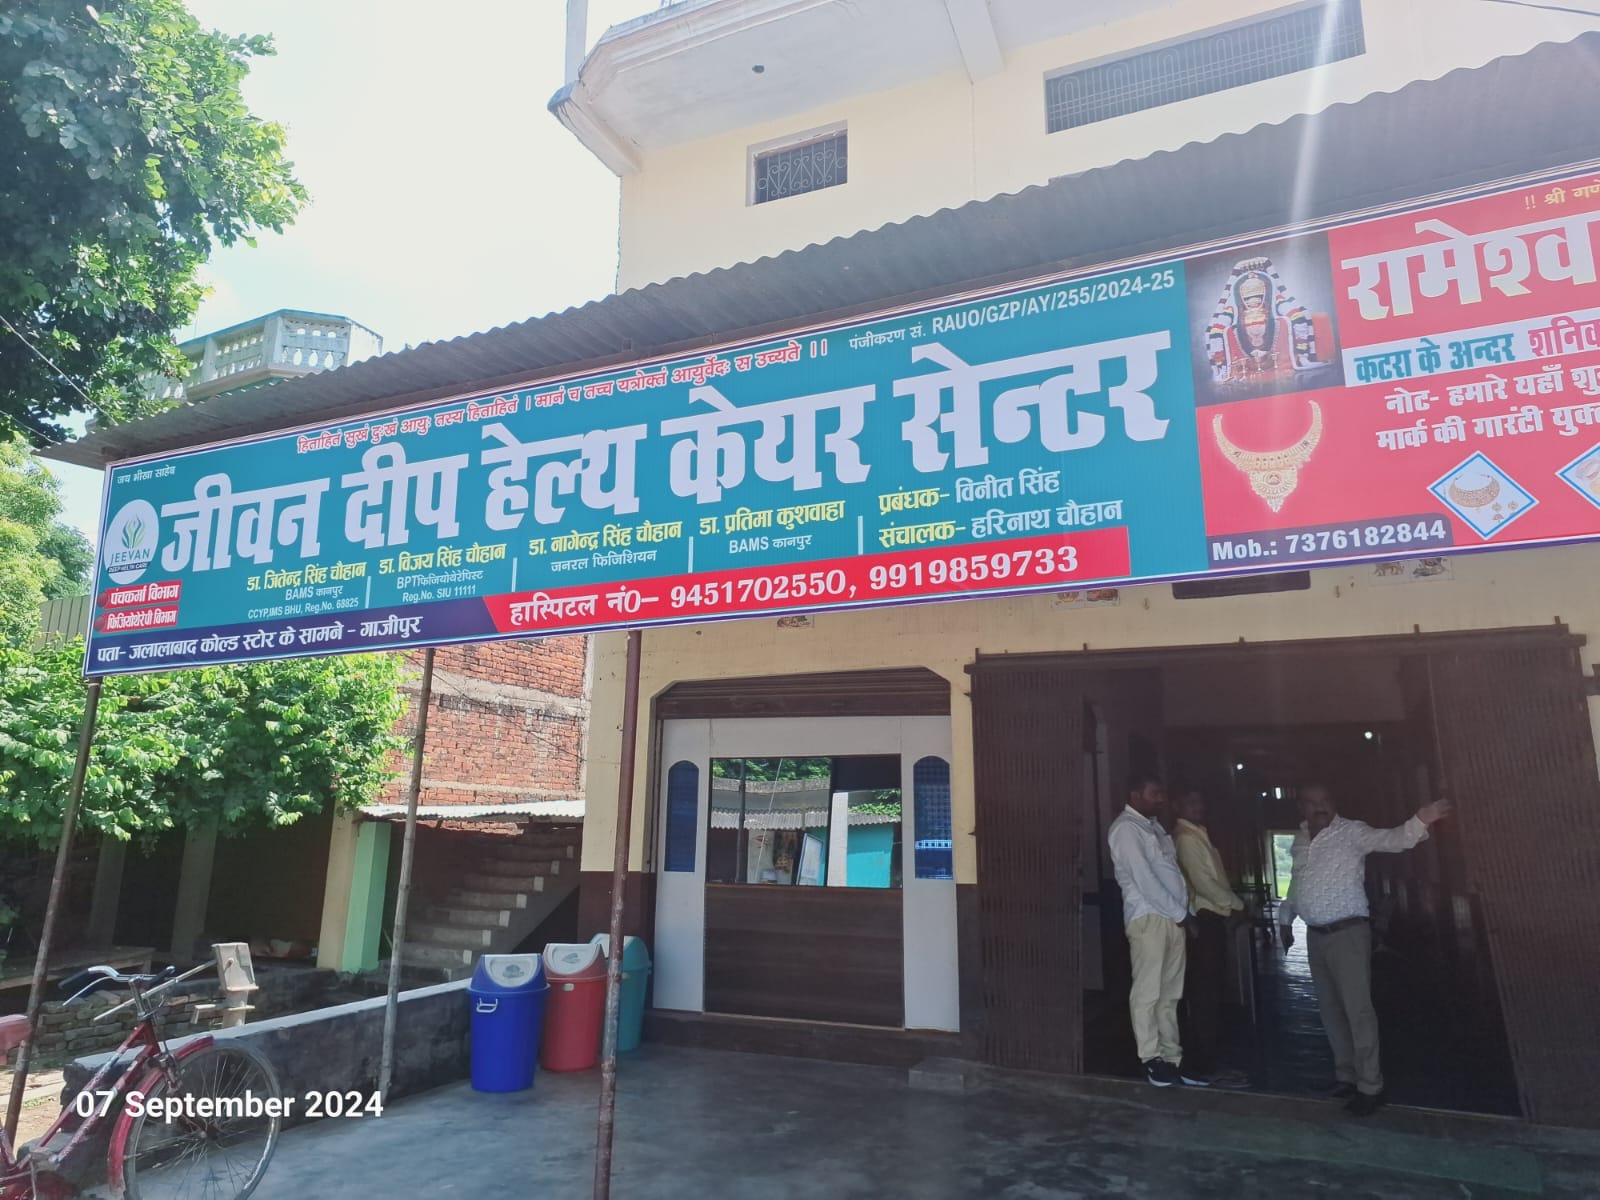 हिताहितं सुखं दुःखं आयुः तस्य हिताहितं । मानं च तच्च यत्रोक्तं आयुर्वेदः स उच्यते ।।
पंजीकरण सं. RAUO/GZP/AY/255/2024-25
जय भीखा साहेब
जीवन दीप हेल्थ केयर सेन्टर
JEEVAN
DEEP HELTH CARE
पंचकर्मा विभाग
फिजियोथेरेपी विभाग
डा. जितेन्द्र सिंह चौहान
BAMS कानपुर
CCYP,IMS BHU, Reg.No. 68825
डा. विजय सिंह चौहान
BPTफिजियोथेरेपिस्ट
Reg.No. SIU 11111
डा. नागेन्द्र सिंह चौहान
जनरल फिजिशियन
डा. प्रतिमा कुशवाहा
BAMS कानपुर
प्रबंधक- विनीत सिंह
संचालक- हरिनाथ चौहान
पता- जलालाबाद कोल्ड स्टोर के सामने - गाजीपुर
हास्पिटल नं0- 9451702550, 9919859733
!! श्री
रामेश्व
कटरा के अन्दर
नोट- हमारे यहाँ
मार्क की गारंटी
Mob.: 7376182844
07 September 2024